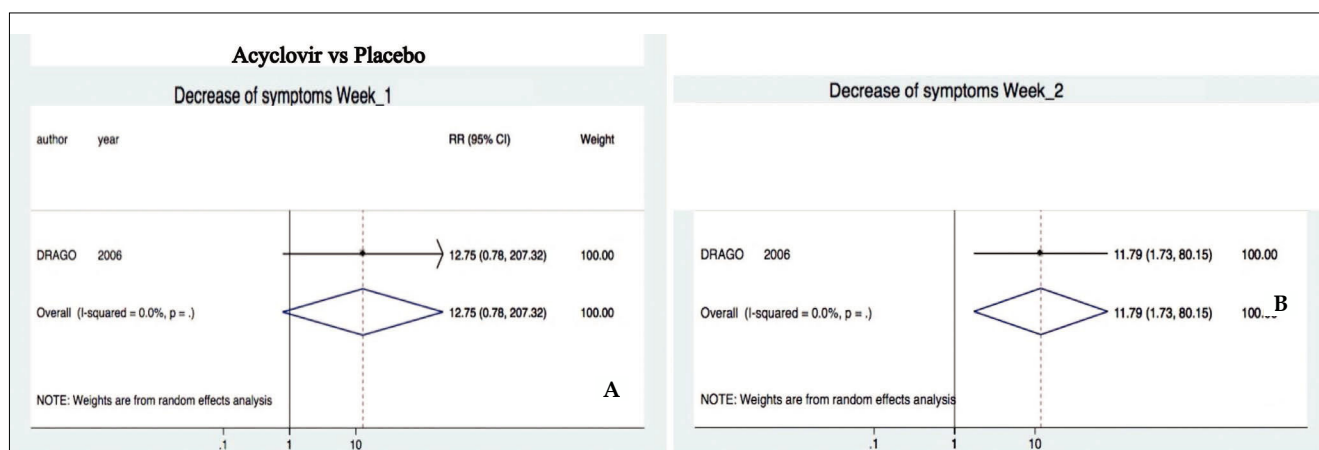 Acyclovir vs Placebo
Decrease of symptoms Week_1
author year RR (95% CI) Weight
DRAGO 2006 12.75 (0.78, 207.32) 100.00
Overall (I-squared = 0.0%, p = .) 12.75 (0.78, 207.32) 100.00
A
NOTE: Weights are from random effects analysis
.1 1 10
Decrease of symptoms Week_2
DRAGO 2006 11.79 (1.73, 80.15) 100.00
B
Overall (I-squared = 0.0%, p = .) 11.79 (1.73, 80.15)
NOTE: Weights are from random effects analysis
.1 1 10